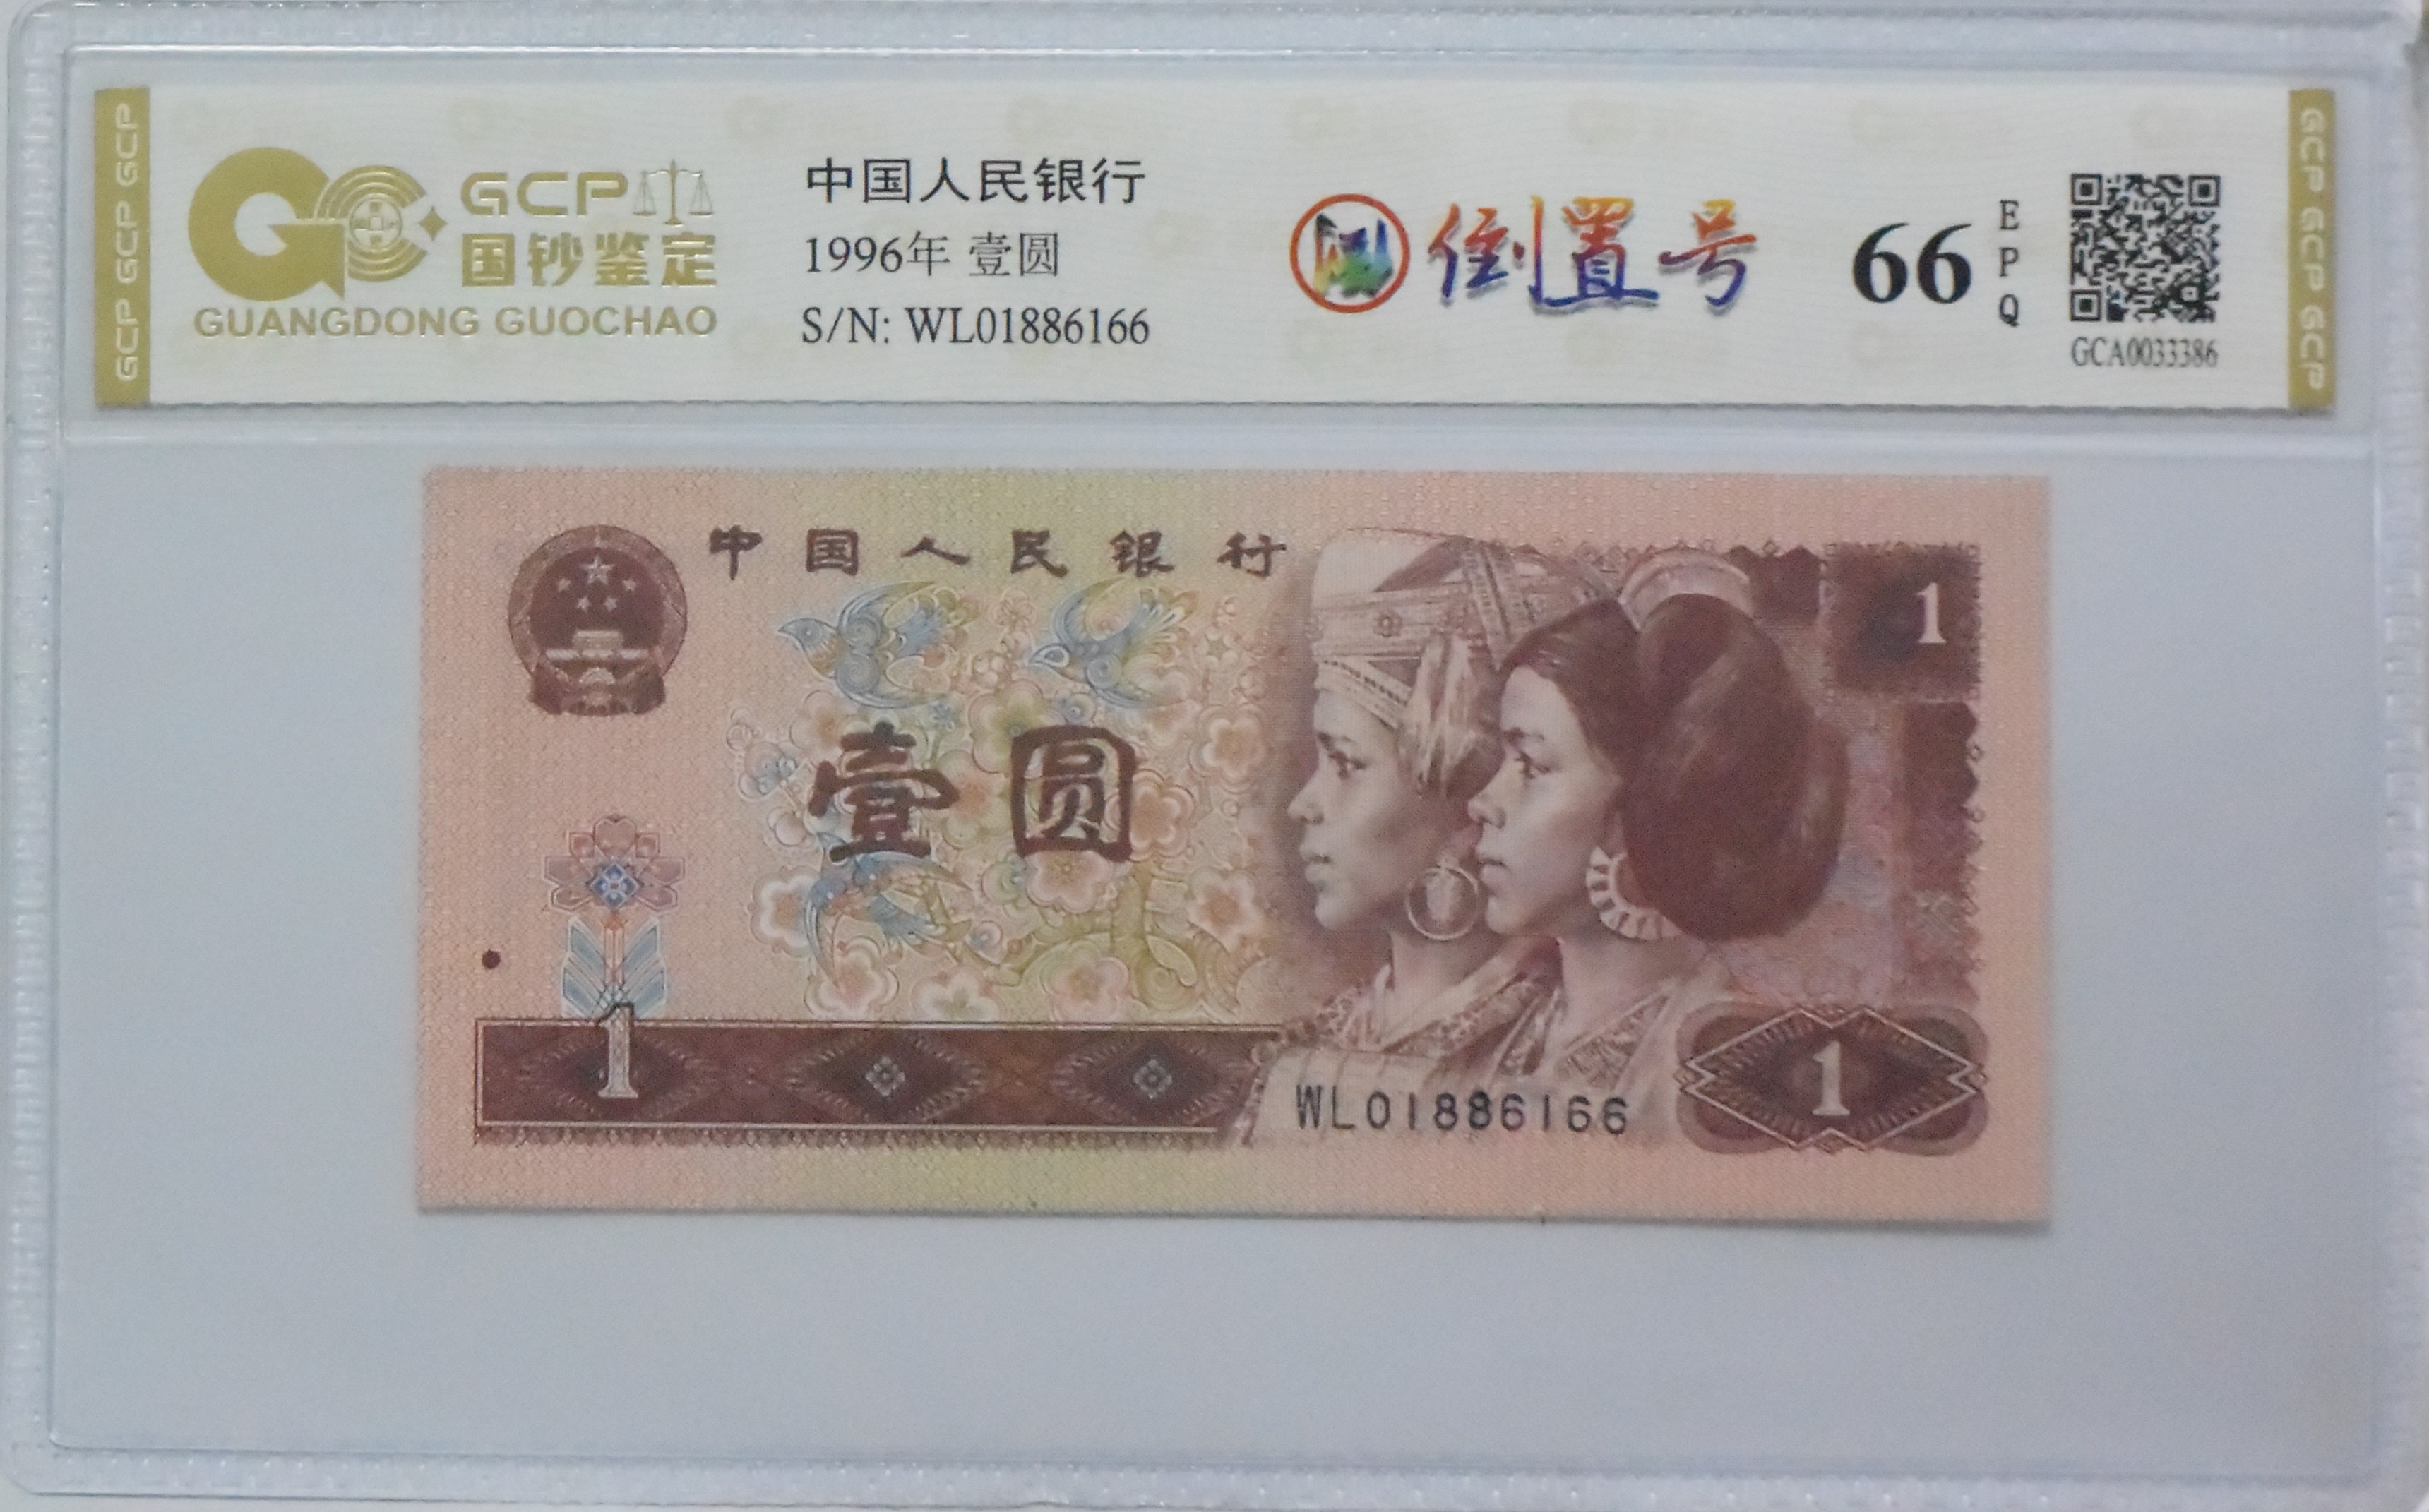 GCP GCP GCP
GCP
国钞鉴定
GUANGDONG GUOCHAO
中国人民银行
1996年 壹圆
S/N: WL01886166
倒置号
66
EPQ
GCA0033386
GCP GCP GCP
中国人民银行
1
壹圆
1
1
WL01886166